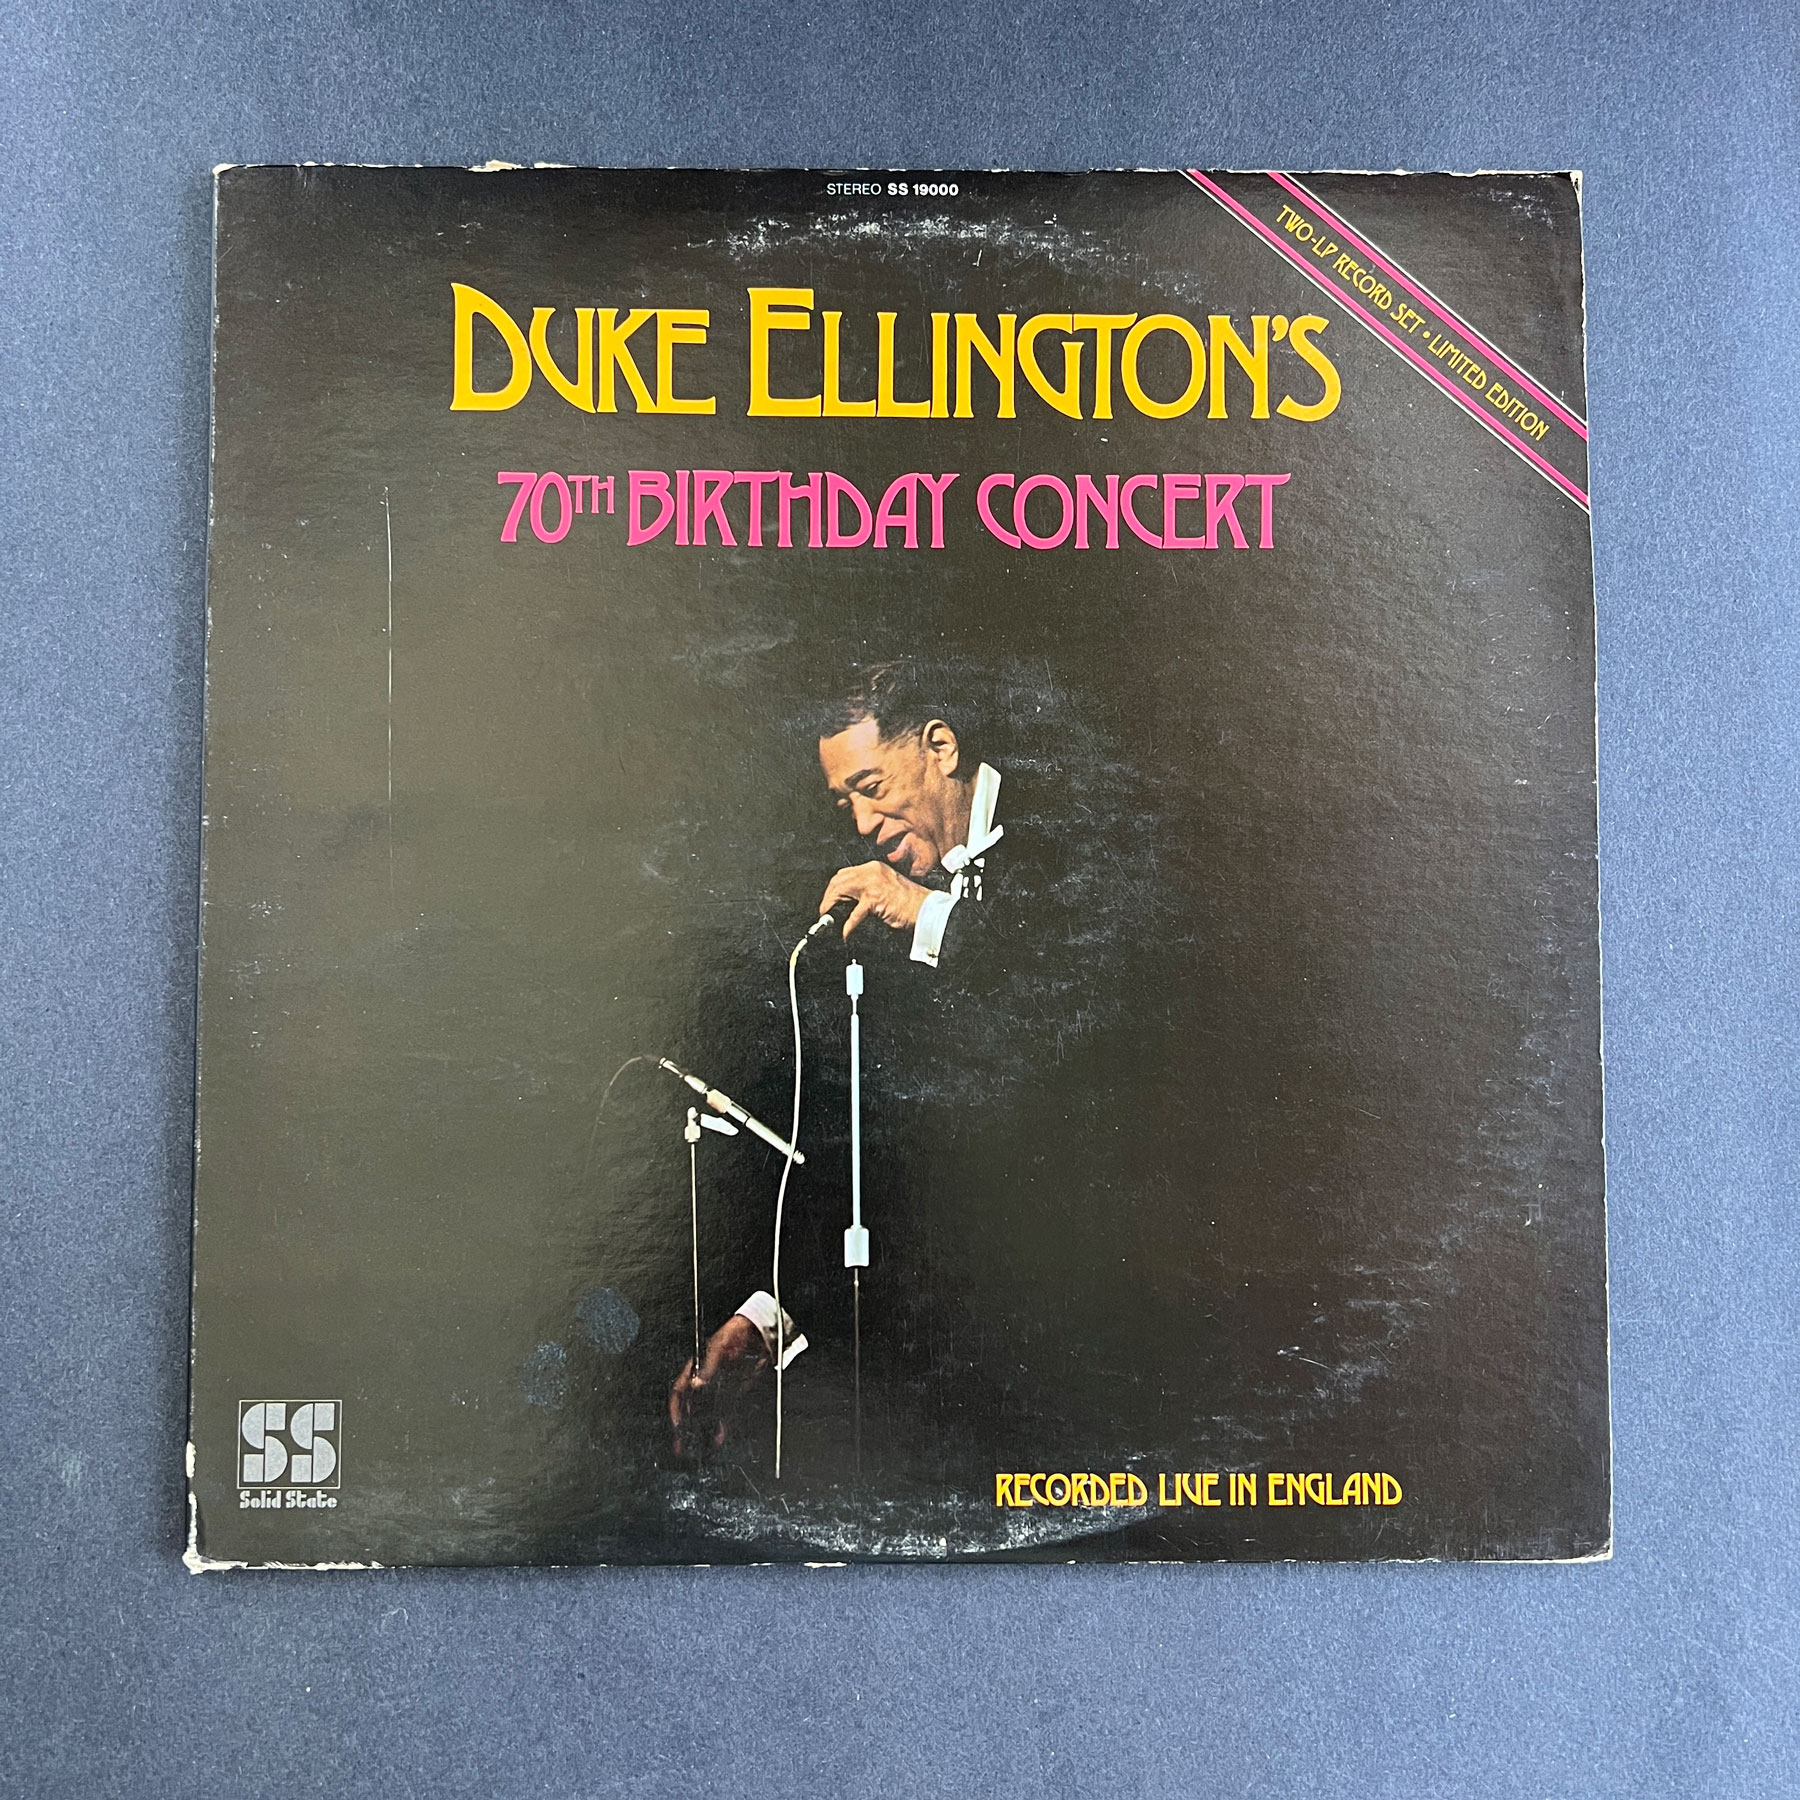 STEREO SS 19000
TWO-LP RECORD SET • LIMITED EDITION
DUKE ELLINGTON'S
70TH BIRTHDAY CONCERT
RECORDED LIVE IN ENGLAND
SS
Solid State